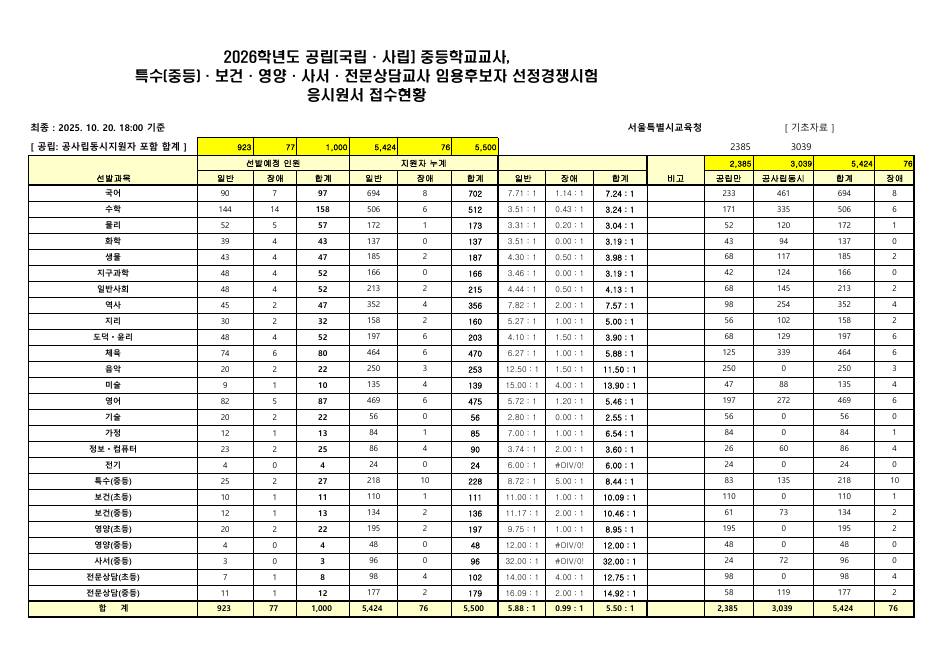 2026학년도 공립[국립 · 사립] 중등학교교사,
특수(중등) · 보건 · 영양 · 사서 · 전문상담교사 임용후보자 선정경쟁시험
응시원서 접수현황
최종 : 2025. 10. 20. 18:00 기준 서울특별시교육청 [ 기초자료 ]
[ 공립: 공사립동시지원자 포함 합계 ] 923 77 1,000 5,424 76 5,500 2385 3039
선발과목 선발예정 인원 지원자 누계 비고 2,385 3,039 5,424 76
일반 장애 합계 일반 장애 합계 일반 장애 합계 공립만 공사립동시 합계 장애
국어 90 7 97 694 8 702 7.71 : 1 1.14 : 1 7.24 : 1 233 461 694 8
수학 144 14 158 506 6 512 3.51 : 1 0.43 : 1 3.24 : 1 171 335 506 6
물리 52 5 57 172 1 173 3.31 : 1 0.20 : 1 3.04 : 1 52 120 172 1
화학 39 4 43 137 0 137 3.51 : 1 0.00 : 1 3.19 : 1 43 94 137 0
생물 43 4 47 185 2 187 4.30 : 1 0.50 : 1 3.98 : 1 68 117 185 2
지구과학 48 4 52 166 0 166 3.46 : 1 0.00 : 1 3.19 : 1 42 124 166 0
일반사회 48 4 52 213 2 215 4.44 : 1 0.50 : 1 4.13 : 1 68 145 213 2
역사 45 2 47 352 4 356 7.82 : 1 2.00 : 1 7.57 : 1 98 254 352 4
지리 30 2 32 158 2 160 5.27 : 1 1.00 : 1 5.00 : 1 56 102 158 2
도덕・윤리 48 4 52 197 6 203 4.10 : 1 1.50 : 1 3.90 : 1 68 129 197 6
체육 74 6 80 464 6 470 6.27 : 1 1.00 : 1 5.88 : 1 125 339 464 6
음악 20 2 22 250 3 253 12.50 : 1 1.50 : 1 11.50 : 1 250 0 250 3
미술 9 1 10 135 4 139 15.00 : 1 4.00 : 1 13.90 : 1 47 88 135 4
영어 82 5 87 469 6 475 5.72 : 1 1.20 : 1 5.46 : 1 197 272 469 6
기술 20 2 22 56 0 56 2.80 : 1 0.00 : 1 2.55 : 1 56 0 56 0
가정 12 1 13 84 1 85 7.00 : 1 1.00 : 1 6.54 : 1 84 0 84 1
정보・컴퓨터 23 2 25 86 4 90 3.74 : 1 2.00 : 1 3.60 : 1 26 60 86 4
전기 4 0 4 24 0 24 6.00 : 1 #DIV/0! 6.00 : 1 24 0 24 0
특수(중등) 25 2 27 218 10 228 8.72 : 1 5.00 : 1 8.44 : 1 83 135 218 10
보건(초등) 10 1 11 110 1 111 11.00 : 1 1.00 : 1 10.09 : 1 110 0 110 1
보건(중등) 12 1 13 134 2 136 11.17 : 1 2.00 : 1 10.46 : 1 61 73 134 2
영양(초등) 20 2 22 195 2 197 9.75 : 1 1.00 : 1 8.95 : 1 195 0 195 2
영양(중등) 4 0 4 48 0 48 12.00 : 1 #DIV/0! 12.00 : 1 48 0 48 0
사서(중등) 3 0 3 96 0 96 32.00 : 1 #DIV/0! 32.00 : 1 24 72 96 0
전문상담(초등) 7 1 8 98 4 102 14.00 : 1 4.00 : 1 12.75 : 1 98 0 98 4
전문상담(중등) 11 1 12 177 2 179 16.09 : 1 2.00 : 1 14.92 : 1 58 119 177 2
합 계 923 77 1,000 5,424 76 5,500 5.88 : 1 0.99 : 1 5.50 : 1 2,385 3,039 5,424 76